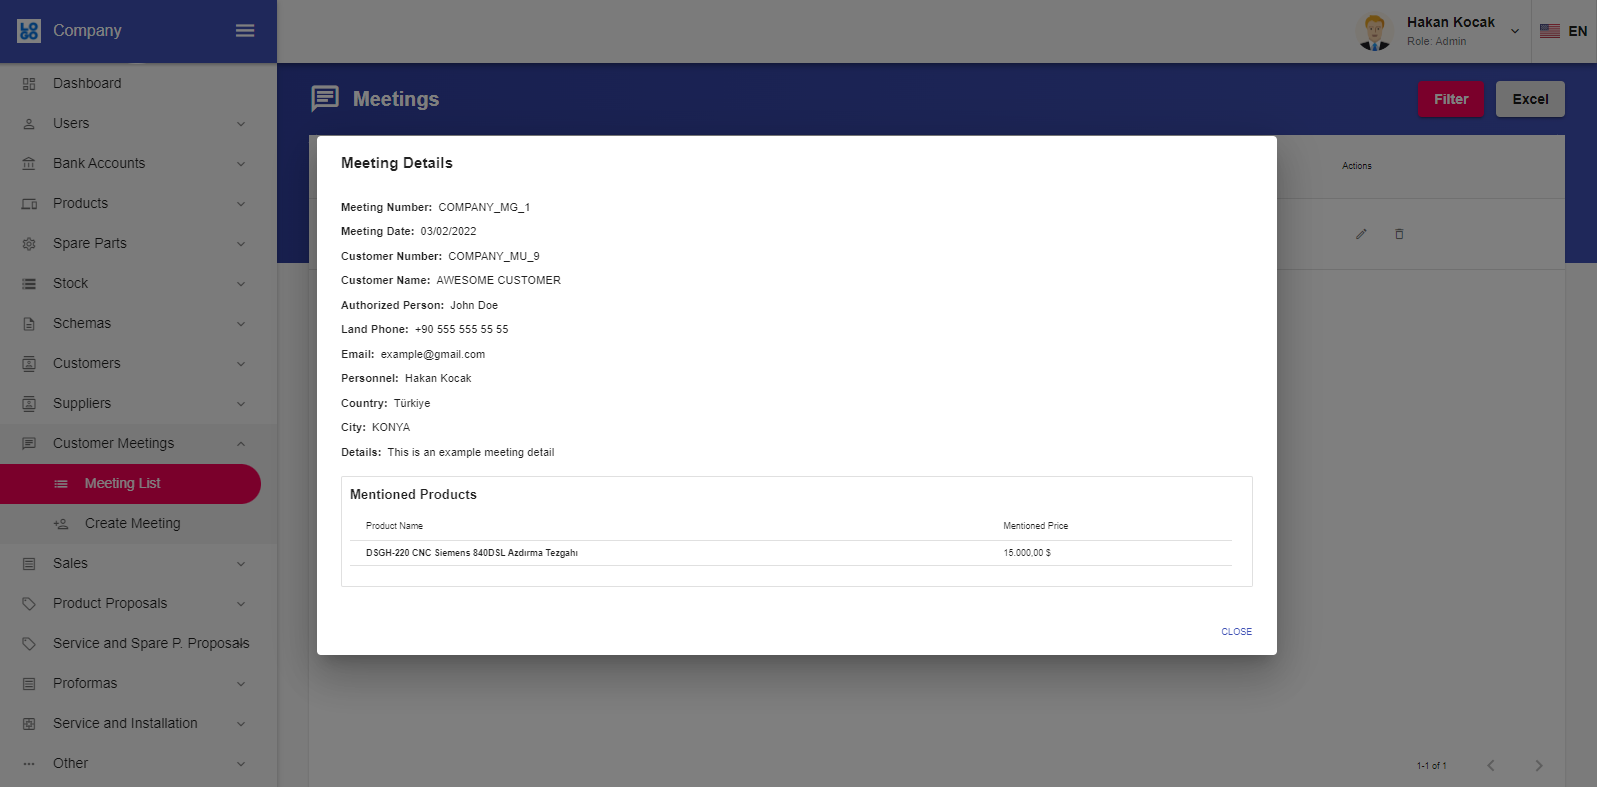 LOGO
Company
Hakan Kocak
Role: Admin
EN
Dashboard
Users
Bank Accounts
Products
Spare Parts
Stock
Schemas
Customers
Suppliers
Customer Meetings
Meeting List
Create Meeting
Sales
Product Proposals
Service and Spare P. Proposals
Proformas
Service and Installation
Other
Meetings
Filter
Excel
Actions
Meeting Details
Meeting Number: COMPANY_MG_1
Meeting Date: 03/02/2022
Customer Number: COMPANY_MU_9
Customer Name: AWESOME CUSTOMER
Authorized Person: John Doe
Land Phone: +90 555 555 55 55
Email: example@gmail.com
Personnel: Hakan Kocak
Country: Türkiye
City: KONYA
Details: This is an example meeting detail
Mentioned Products
Product Name Mentioned Price
DSGH-220 CNC Siemens 840DSL Azdırma Tezgahı 15.000,00 $
CLOSE
1-1 of 1